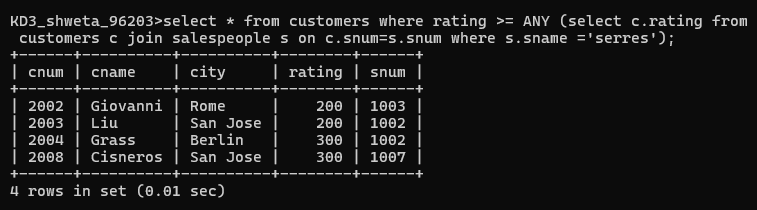 KD3_shweta_96203>select * from customers where rating >= ANY (select c.rating from
 customers c join salespeople s on c.snum=s.snum where s.sname ='serres');
+------+----------+----------+--------+------+
| cnum | cname    | city     | rating | snum |
+------+----------+----------+--------+------+
| 2002 | Giovanni | Rome     |    200 | 1003 |
| 2003 | Liu      | San Jose |    200 | 1002 |
| 2004 | Grass    | Berlin   |    300 | 1002 |
| 2008 | Cisneros | San Jose |    300 | 1007 |
+------+----------+----------+--------+------+
4 rows in set (0.01 sec)